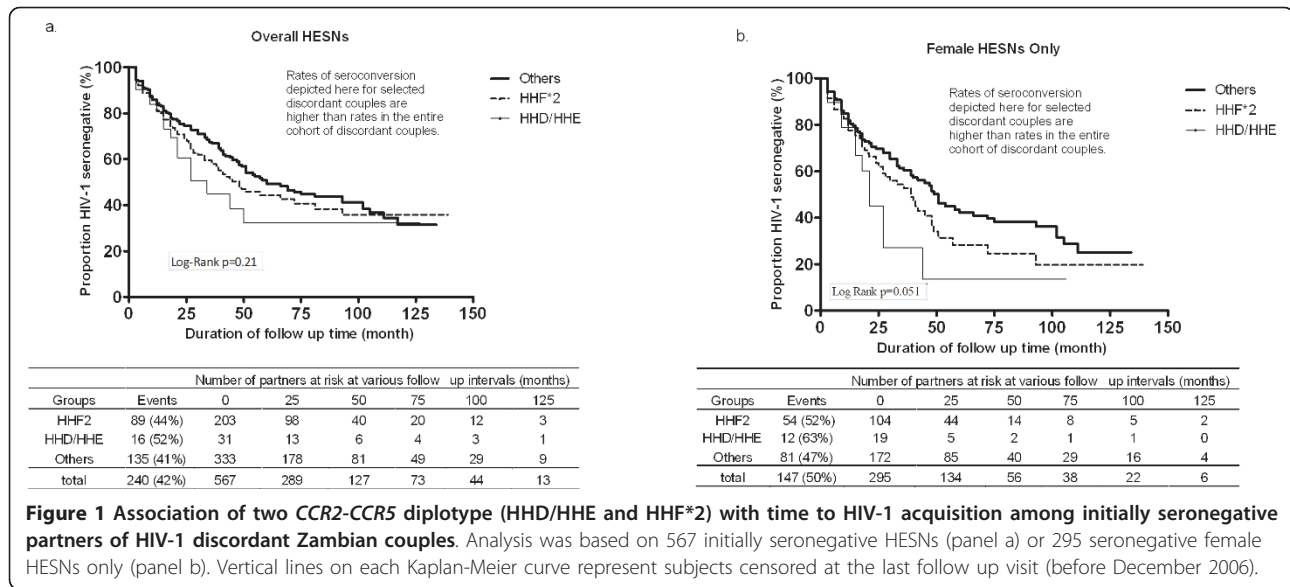 a.
Overall HESNs
Proportion HIV-1 seronegative (%)
100
80
60
40
20
0
Rates of seroconversion
depicted here for selected
discordant couples are
higher than rates in the entire
cohort of discordant couples.
Others
HHF*2
HHD/HHE
Log-Rank p=0.21
0 25 50 75 100 125 150
Duration of follow up time (month)
Number of partners at risk at various follow up intervals (months)
Groups Events 0 25 50 75 100 125
HHF2 89 (44%) 203 98 40 20 12 3
HHD/HHE 16 (52%) 31 13 6 4 3 1
Others 135 (41%) 333 178 81 49 29 9
total 240 (42%) 567 289 127 73 44 13
b.
Female HESNs Only
Proportion HIV-1 seronegative (%)
100
80
60
40
20
0
Rates of seroconversion
depicted here for selected
discordant couples are
higher than rates in the entire
cohort of discordant couples.
Others
HHF*2
HHD/HHE
Log Rank p=0.051
0 25 50 75 100 125 150
Duration of follow up time (month)
Number of partners at risk at various follow up intervals (months)
Groups Events 0 25 50 75 100 125
HHF2 54 (52%) 104 44 14 8 5 2
HHD/HHE 12 (63%) 19 5 2 1 1 0
Others 81 (47%) 172 85 40 29 16 4
total 147 (50%) 295 134 56 38 22 6
Figure 1 Association of two CCR2-CCR5 diplotype (HHD/HHE and HHF*2) with time to HIV-1 acquisition among initially seronegative
partners of HIV-1 discordant Zambian couples. Analysis was based on 567 initially seronegative HESNs (panel a) or 295 seronegative female
HESNs only (panel b). Vertical lines on each Kaplan-Meier curve represent subjects censored at the last follow up visit (before December 2006).